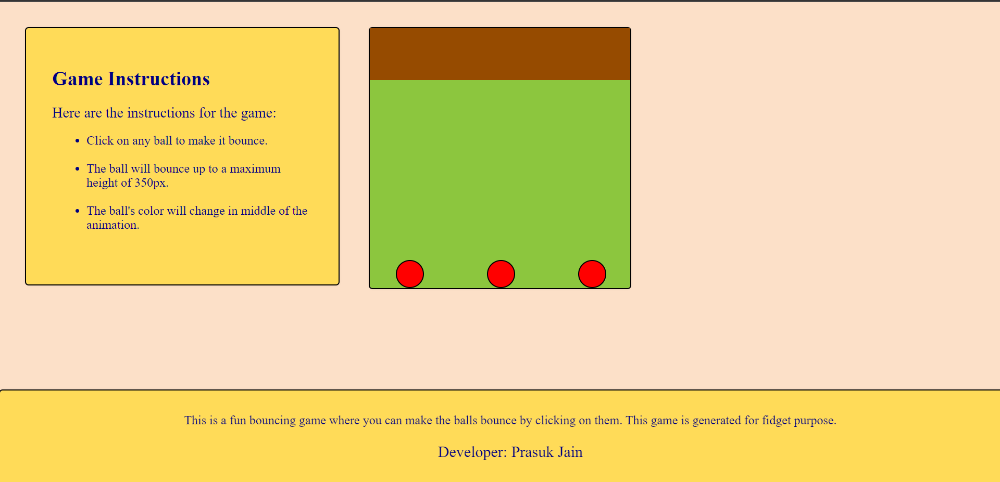 Game Instructions
Here are the instructions for the game:
Click on any ball to make it bounce.
The ball will bounce up to a maximum
height of 350px.
The ball's color will change in middle of the
animation.
This is a fun bouncing game where you can make the balls bounce by clicking on them. This game is generated for fidget purpose.
Developer: Prasuk Jain